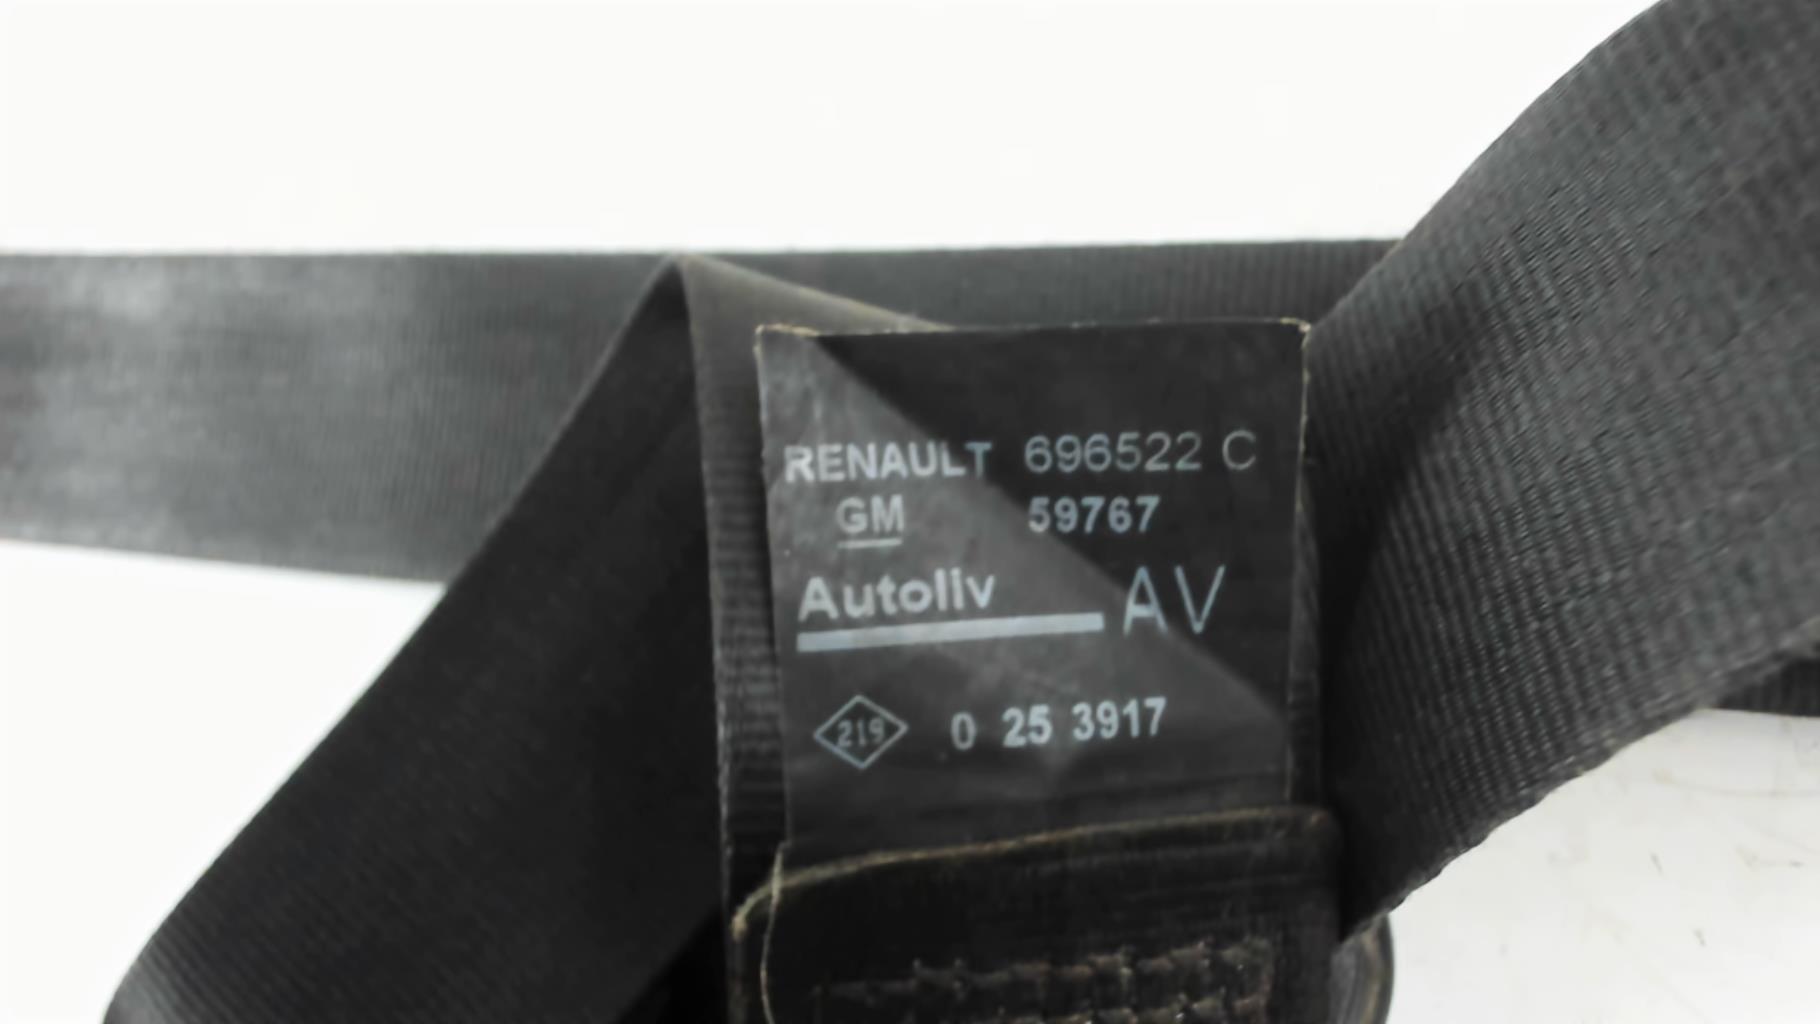 RENAULT 696522 C
GM 59767
Autoliv AV
219 0 25 3917